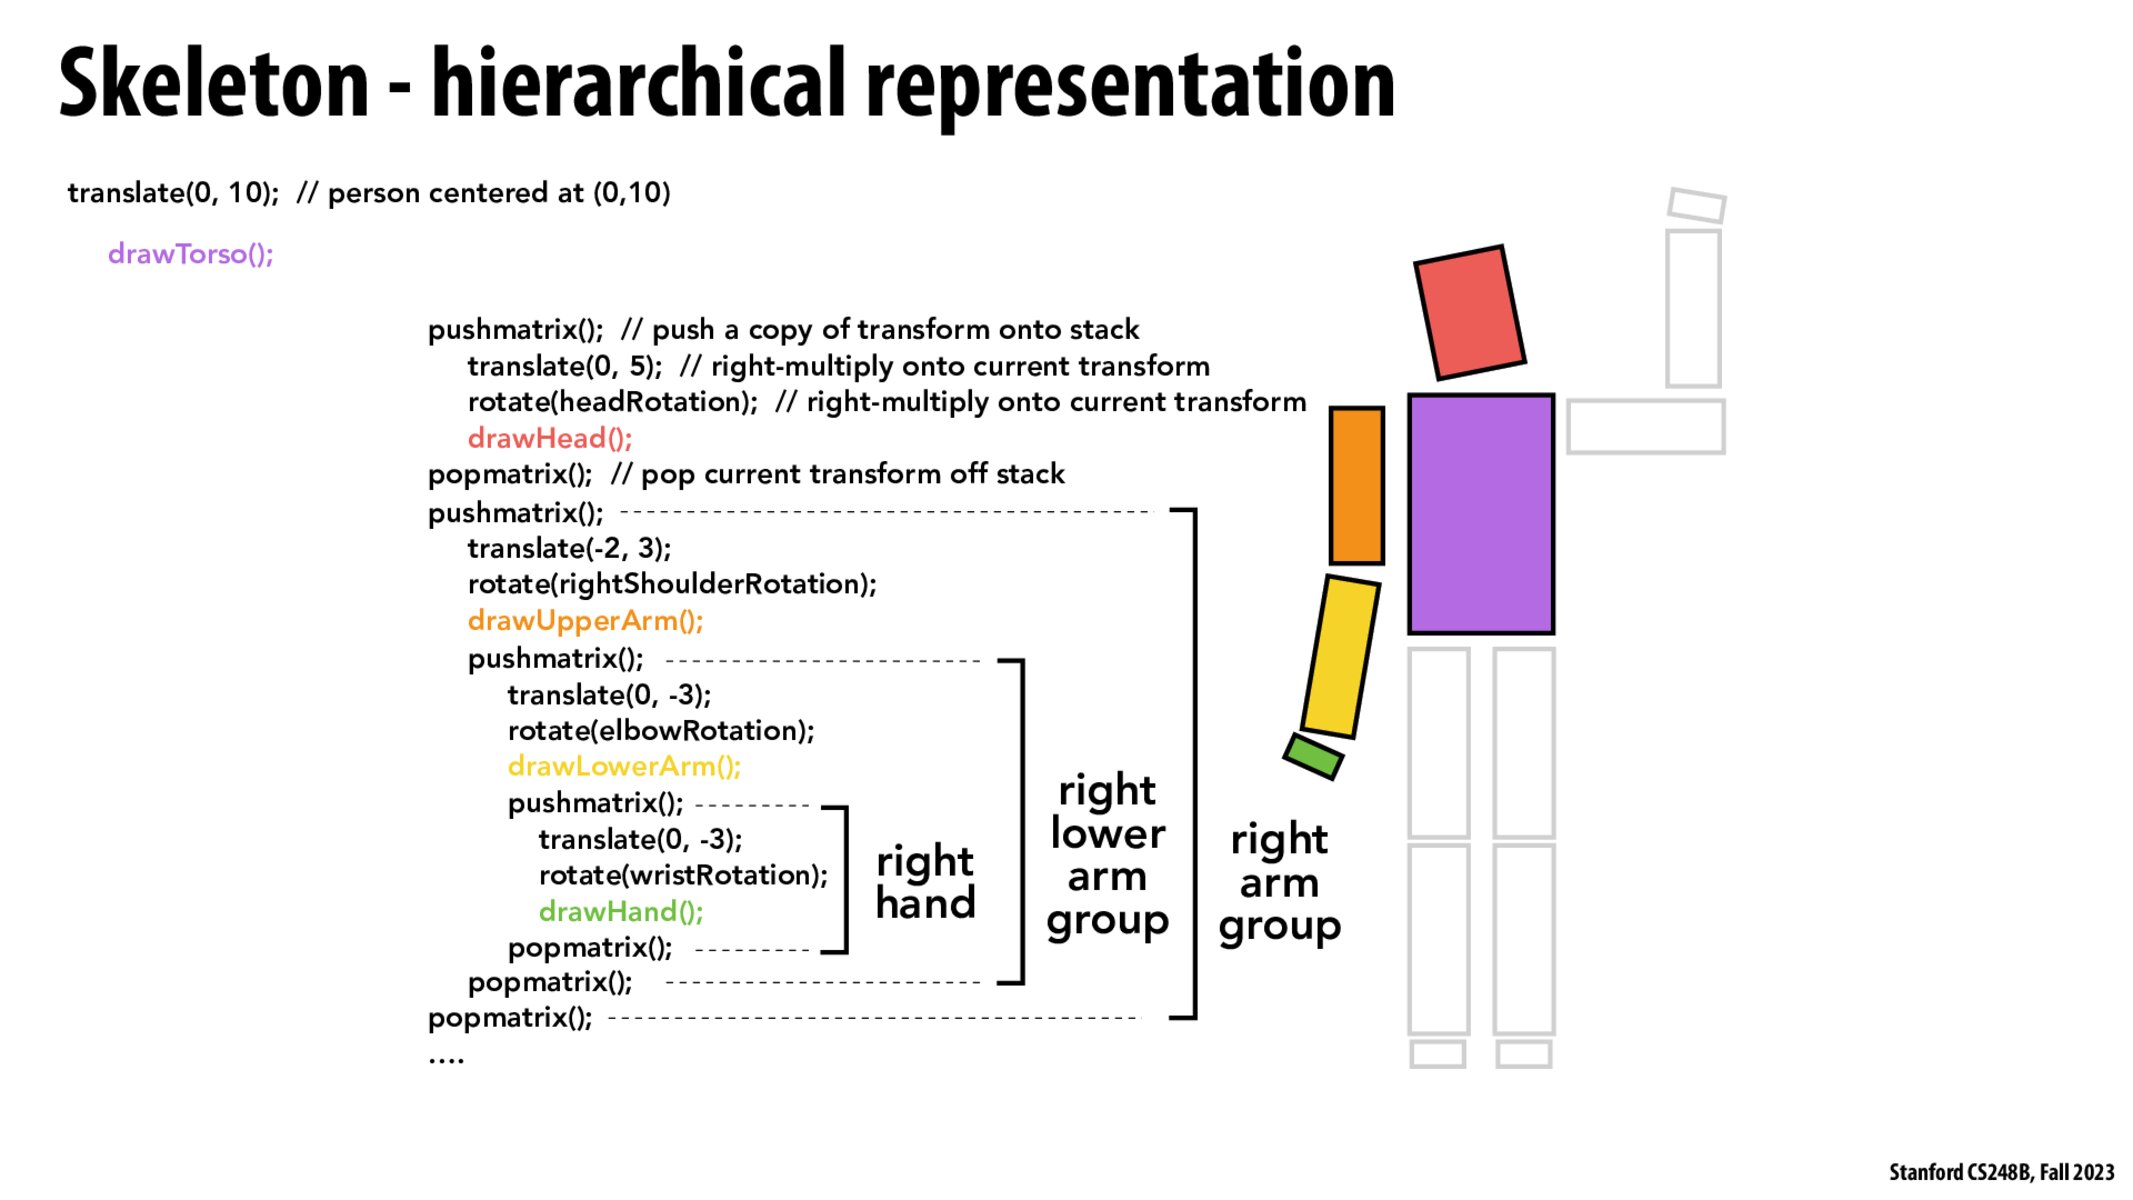 Skeleton - hierarchical representation
translate(0, 10);  // person centered at (0,10)
drawTorso();
pushmatrix();  // push a copy of transform onto stack
translate(0, 5);  // right-multiply onto current transform
rotate(headRotation);  // right-multiply onto current transform
drawHead();
popmatrix();  // pop current transform off stack
pushmatrix();
translate(-2, 3);
rotate(rightShoulderRotation);
drawUpperArm();
pushmatrix();
translate(0, -3);
rotate(elbowRotation);
drawLowerArm();
pushmatrix();
translate(0, -3);
rotate(wristRotation);
drawHand();
popmatrix();
popmatrix();
popmatrix();
....
right
hand
right
lower
arm
group
right
arm
group
Stanford CS248B, Fall 2023